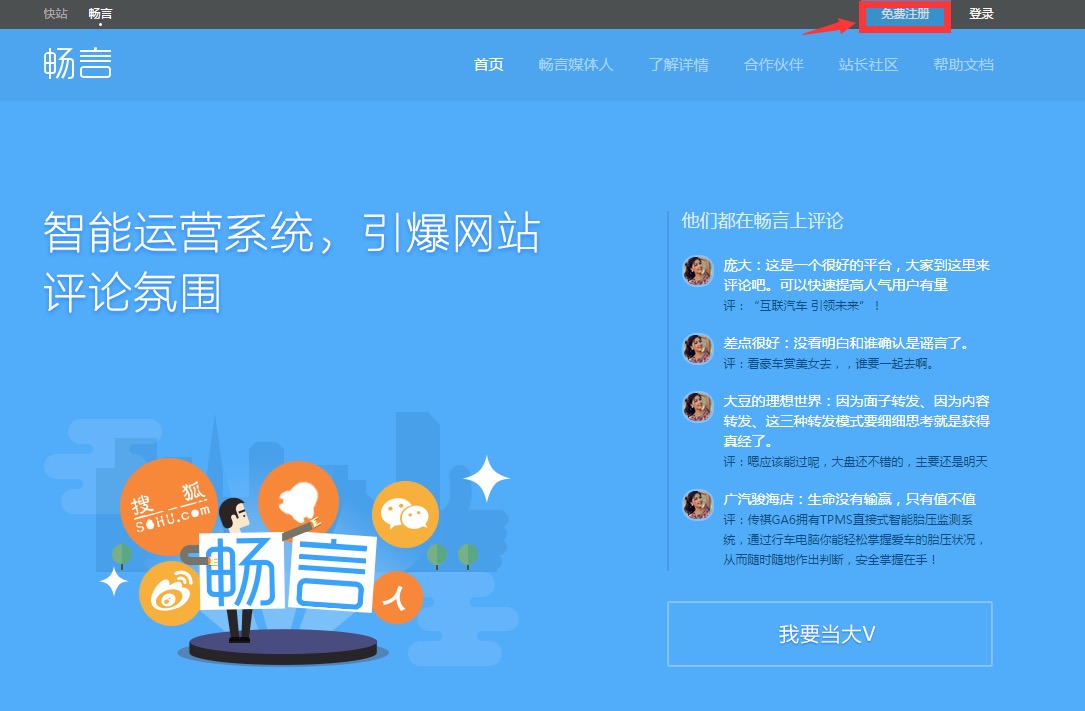 快站 畅言 免费注册 登录
畅言 首页 畅言媒体人 了解详情 合作伙伴 站长社区 帮助文档
智能运营系统，引爆网站
评论氛围
他们都在畅言上评论
庞大：这是一个很好的平台，大家到这里来
评论吧。可以快速提高人气用户有量
评：“互联汽车 引领未来”！
差点很好：没看明白和谁确认是谣言了。
评：看豪车赏美女去，，谁要一起去啊。
大豆的理想世界：因为面子转发、因为内容
转发、这三种转发模式要细细思考就是获得
真经了。
评：嗯应该能过呢，大盘还不错的，主要还是明天
广汽骏海店：生命没有输赢，只有值不值
评：传祺GA6拥有TPMS直接式智能胎压监测系
统，通过行车电脑你能轻松掌握爱车的胎压状况，
从而随时随地作出判断，安全掌握在手！
我要当大V
搜狐
SOHU.com
畅言
人